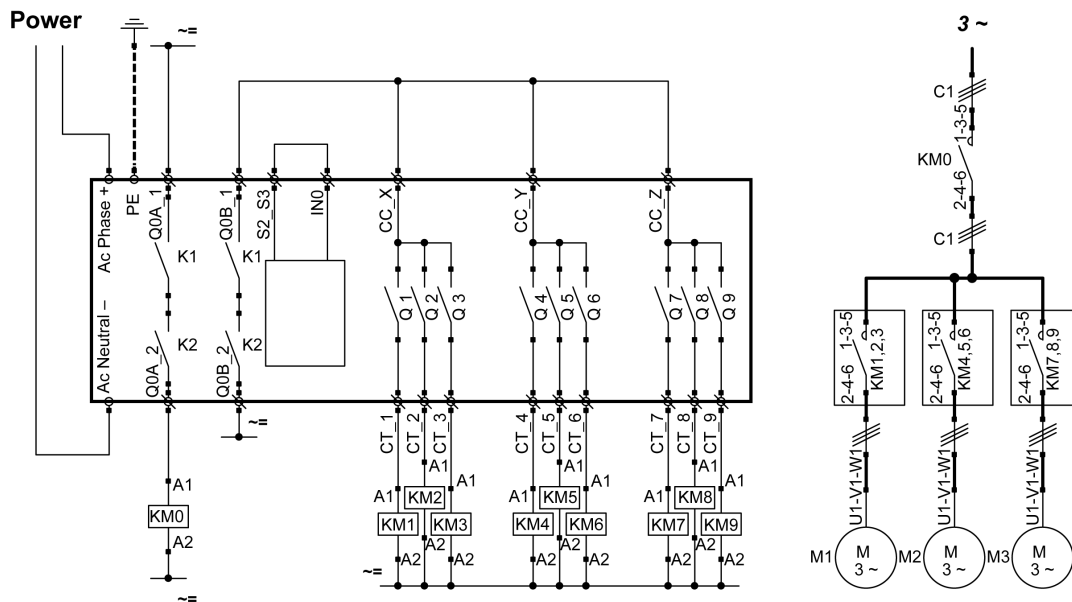 Power
~=
3 ~
C1
1-3-5
KM0
2-4-6
C1
Ac Phase +
PE
Q0A_1
Q0B_1
S2_S3
IN0
CC_X
CC_Y
CC_Z
K1
K1
Q 1
Q 2
Q 3
Q 4
Q 5
Q 6
Q 7
Q 8
Q 9
Ac Neutral –
Q0A_2
K2
Q0B_2
K2
~=
CT_1
CT_2
CT_3
CT_4
CT_5
CT_6
CT_7
CT_8
CT_9
A1
A1
A1
A1
A1
A1
A1
A1
A1
A1
KM0
KM2
KM5
KM8
KM1
KM3
KM4
KM6
KM7
KM9
A2
A2
A2
A2
A2
A2
A2
A2
A2
A2
~=
~=
1-3-5
2-4-6
KM1,2,3
1-3-5
2-4-6
KM4,5,6
1-3-5
2-4-6
KM7,8,9
U1-V1-W1
U1-V1-W1
U1-V1-W1
M1
M
3 ~
M2
M
3 ~
M3
M
3 ~